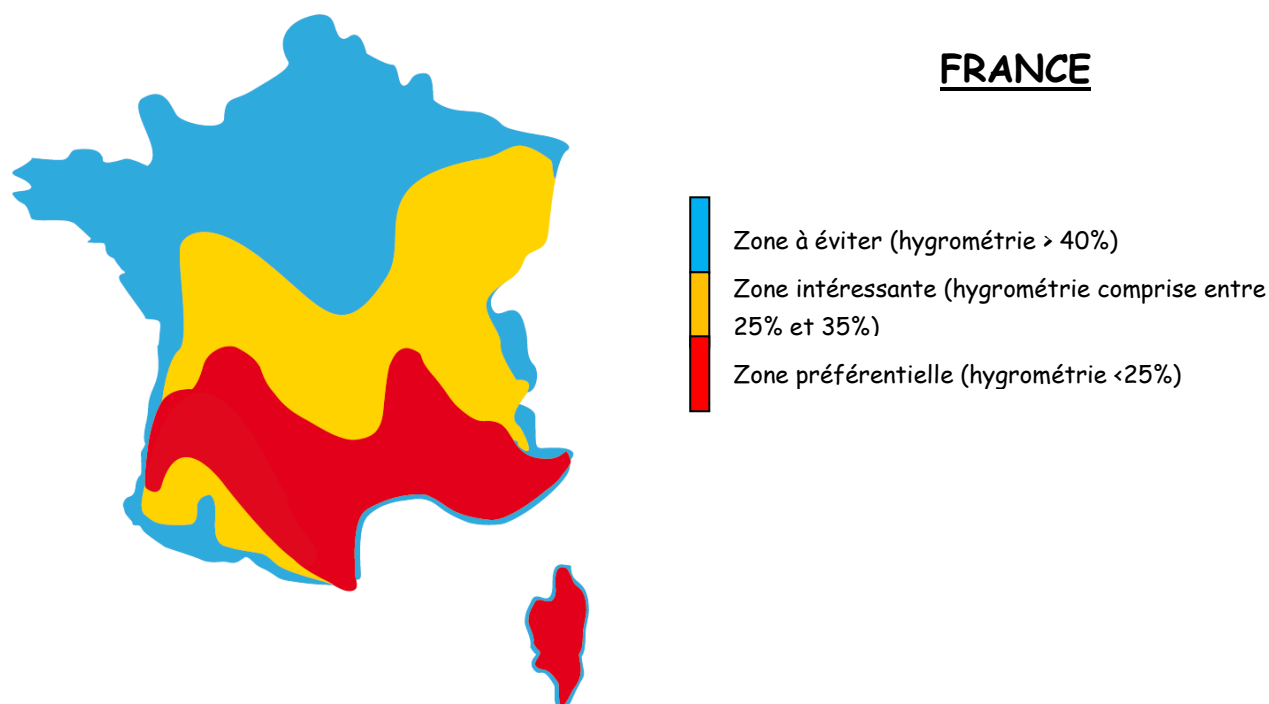 FRANCE
Zone à éviter (hygrométrie > 40%)
Zone intéressante (hygrométrie comprise entre
25% et 35%)
Zone préférentielle (hygrométrie <25%)